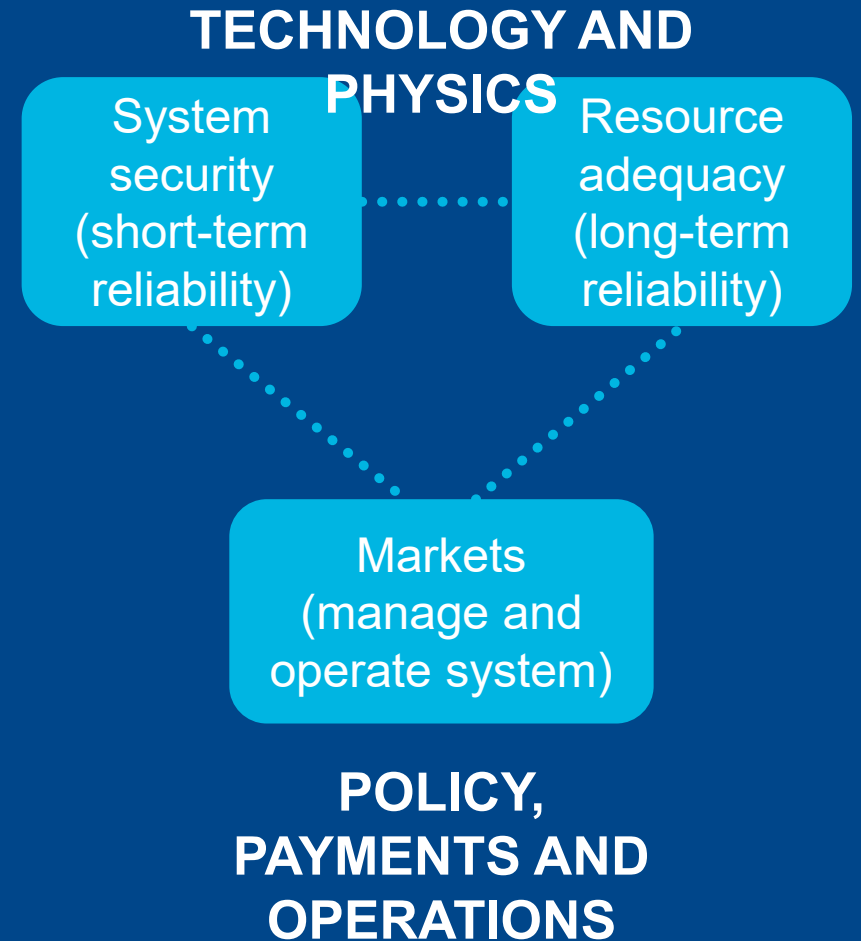 TECHNOLOGY AND
PHYSICS
System
security
(short-term
reliability)
Resource
adequacy
(long-term
reliability)
Markets
(manage and
operate system)
POLICY,
PAYMENTS AND
OPERATIONS